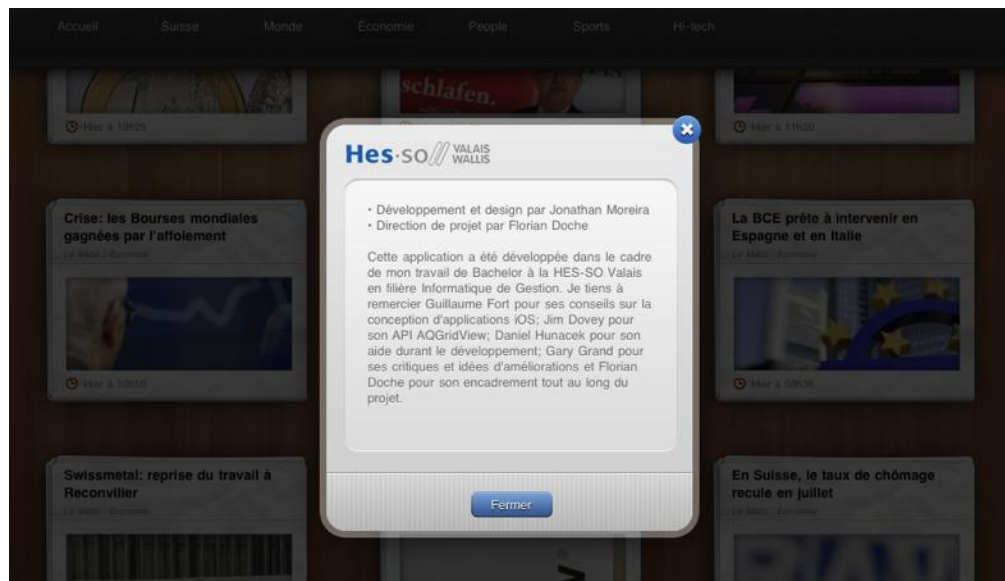 Accueil Suisse Monde Économie People Sports Hi-tech
schlafen.
Hier à 13h25
Hier à 11h20
Hes·so VALAIS
WALLIS
• Développement et design par Jonathan Moreira
• Direction de projet par Florian Doche
Cette application a été développée dans le cadre
de mon travail de Bachelor à la HES-SO Valais
en filière Informatique de Gestion. Je tiens à
remercier Guillaume Fort pour ses conseils sur la
conception d'applications iOS; Jim Dovey pour
son API AQGridView; Daniel Hunacek pour son
aide durant le développement; Gary Grand pour
ses critiques et idées d'améliorations et Florian
Doche pour son encadrement tout au long du
projet.
Fermer
Crise: les Bourses mondiales
gagnées par l'affolement
Le Matin / Économie
Hier à 10h50
La BCE prête à intervenir en
Espagne et en Italie
Le Matin / Économie
Swissmetal: reprise du travail à
Reconvilier
Le Matin / Économie
En Suisse, le taux de chômage
recule en juillet
Le Matin / Économie